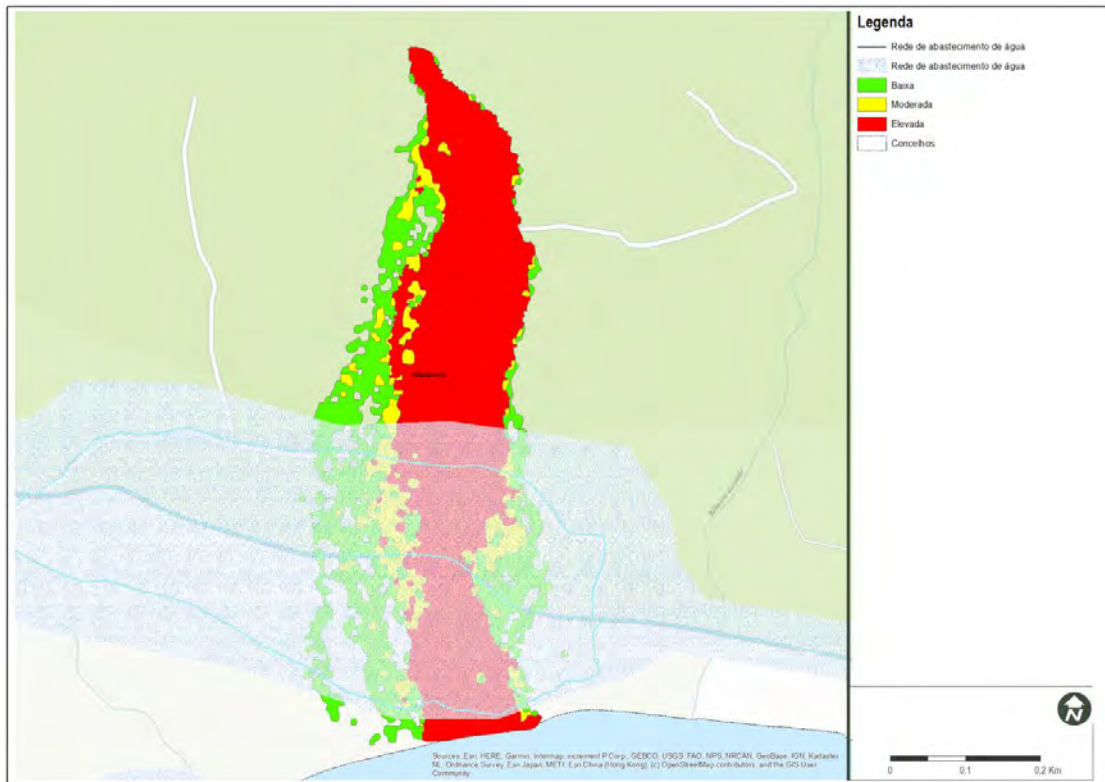 Legenda
Rede de abastecimento de água
Rede de abastecimento de água
Baixa
Moderada
Elevada
Concelhos
N
0 0,1 0,2 Km
Sources: Esri, HERE, Garmin, Intermap, increment P Corp., GEBCO, USGS, FAO, NPS, NRCAN, GeoBase, IGN, Kadaster
NL, Ordnance Survey, Esri Japan, METI, Esri China (Hong Kong), (c) OpenStreetMap contributors, and the GIS User
Community